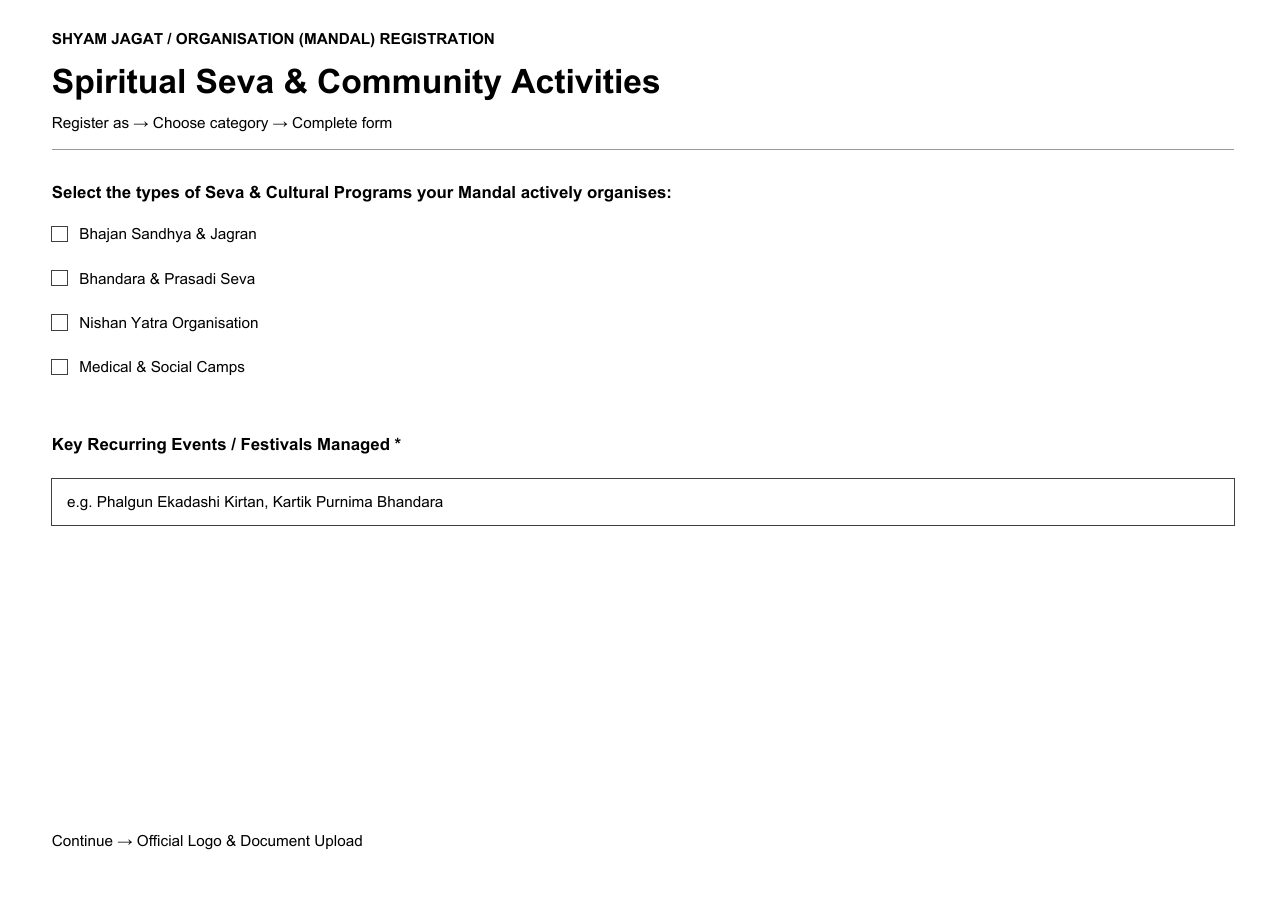 SHYAM JAGAT / ORGANISATION (MANDAL) REGISTRATION
Spiritual Seva & Community Activities
Register as → Choose category → Complete form
Select the types of Seva & Cultural Programs your Mandal actively organises:
Bhajan Sandhya & Jagran
Bhandara & Prasadi Seva
Nishan Yatra Organisation
Medical & Social Camps
Key Recurring Events / Festivals Managed *
e.g. Phalgun Ekadashi Kirtan, Kartik Purnima Bhandara
Continue → Official Logo & Document Upload